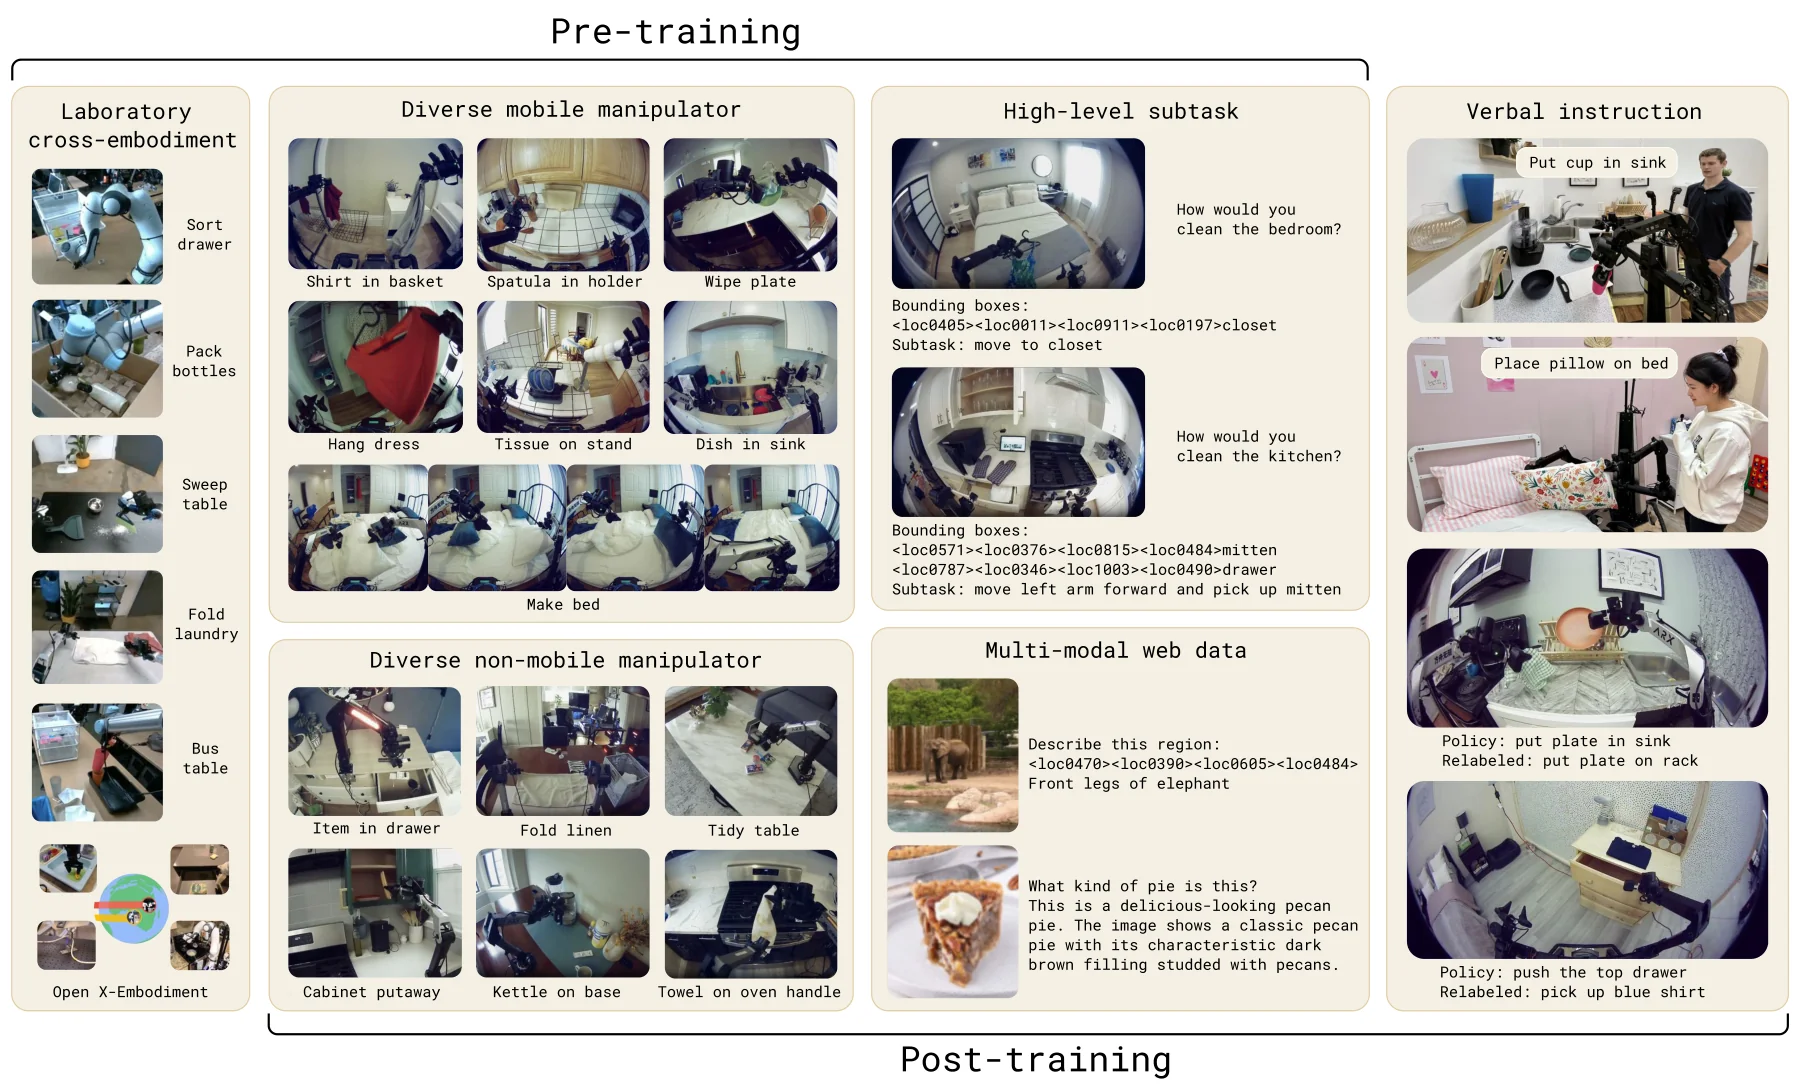 Pre-training
Laboratory
cross-embodiment
Sort
drawer
Pack
bottles
Sweep
table
Fold
laundry
Bus
table
Open X-Embodiment
Diverse mobile manipulator
Shirt in basket
Spatula in holder
Wipe plate
Hang dress
Tissue on stand
Dish in sink
Make bed
Diverse non-mobile manipulator
Item in drawer
Fold linen
Tidy table
Cabinet putaway
Kettle on base
Towel on oven handle
High-level subtask
How would you
clean the bedroom?
Bounding boxes:
<loc0405><loc0011><loc0911><loc0197>closet
Subtask: move to closet
How would you
clean the kitchen?
Bounding boxes:
<loc0571><loc0376><loc0815><loc0484>mitten
<loc0787><loc0346><loc1003><loc0490>drawer
Subtask: move left arm forward and pick up mitten
Multi-modal web data
Describe this region:
<loc0470><loc0390><loc0605><loc0484>
Front legs of elephant
What kind of pie is this?
This is a delicious-looking pecan
pie. The image shows a classic pecan
pie with its characteristic dark
brown filling studded with pecans.
Verbal instruction
Put cup in sink
Place pillow on bed
ARX
Policy: put plate in sink
Relabeled: put plate on rack
Policy: push the top drawer
Relabeled: pick up blue shirt
Post-training